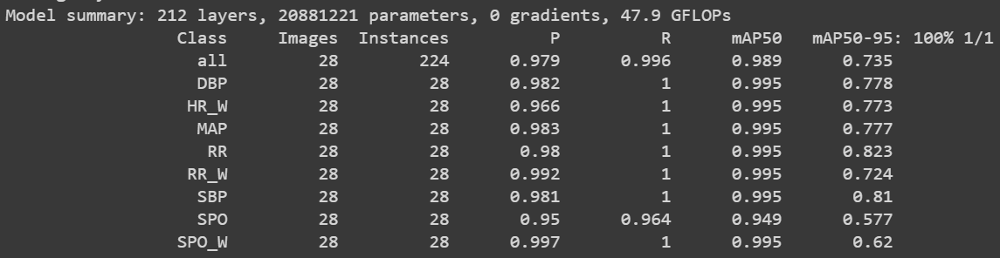 Model summary: 212 layers, 20881221 parameters, 0 gradients, 47.9 GFLOPs
Class Images Instances P R mAP50 mAP50-95: 100% 1/1
all 28 224 0.979 0.996 0.989 0.735
DBP 28 28 0.982 1 0.995 0.778
HR_W 28 28 0.966 1 0.995 0.773
MAP 28 28 0.983 1 0.995 0.777
RR 28 28 0.98 1 0.995 0.823
RR_W 28 28 0.992 1 0.995 0.724
SBP 28 28 0.981 1 0.995 0.81
SPO 28 28 0.95 0.964 0.949 0.577
SPO_W 28 28 0.997 1 0.995 0.62